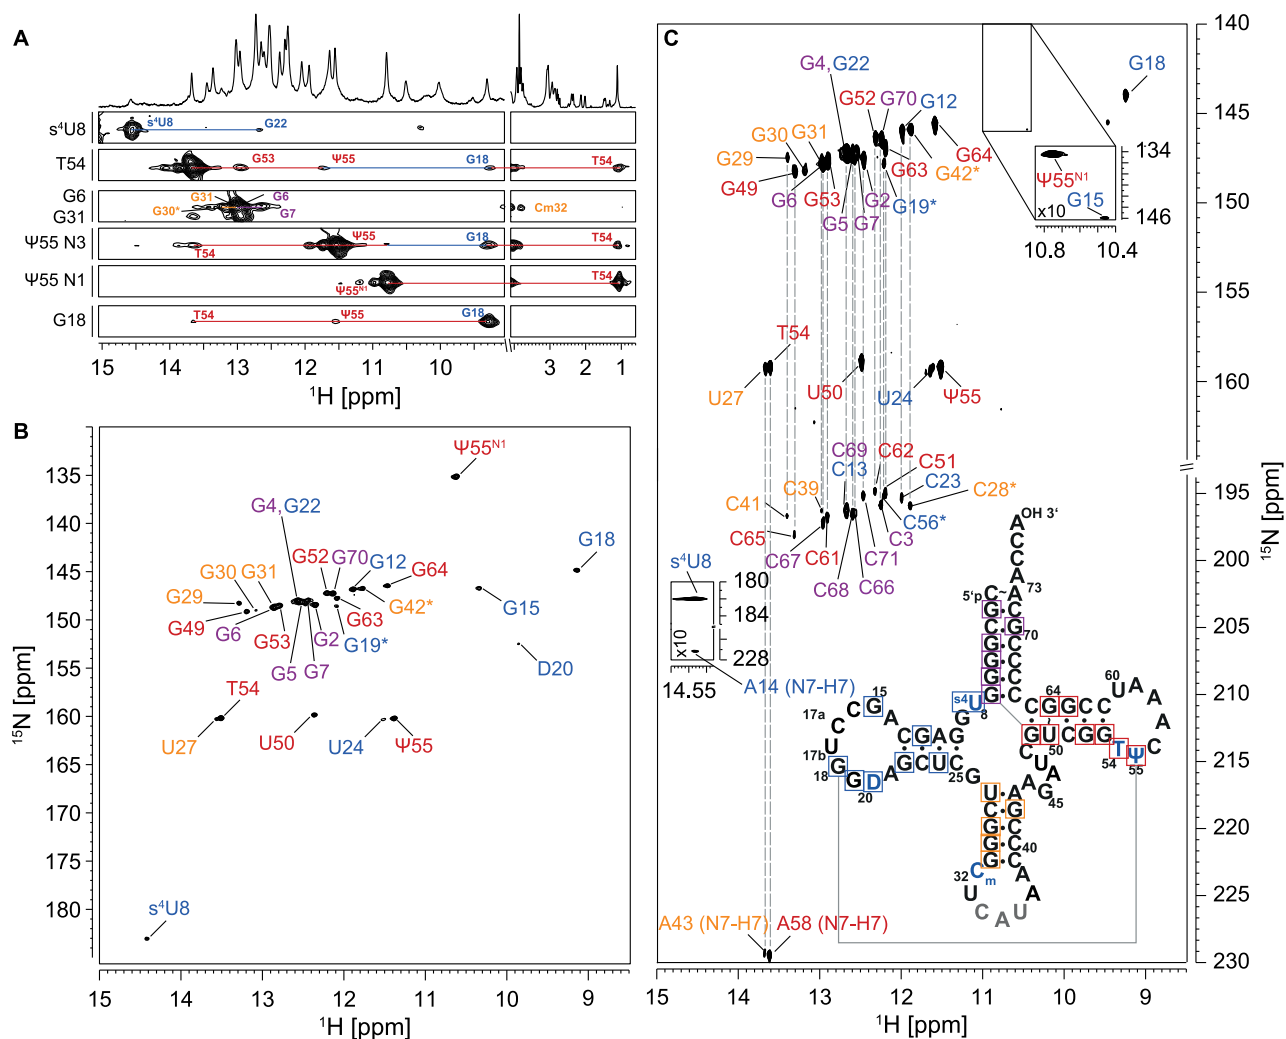 A
s⁴U8
T54
G6
G31
Ψ55 N3
Ψ55 N1
G18
s⁴U8 G22
G53 Ψ55 G18 T54
G31 G6
G30* G7 Cm32
Ψ55 G18 T54
T54
T54
Ψ55ᴺ¹
T54 Ψ55 G18
15 14 13 12 11 10 3 2 1
¹H [ppm]
B
135
140
145
150
155
160
165
170
175
180
¹⁵N [ppm]
Ψ55ᴺ¹
G4,G22
G18
G52 G70
G30 G31 G12 G64
G29
G49
G6
G53
G5 G7
G2
G19*
G63
G42*
G15
D20
T54
U27
U50
U24
Ψ55
s⁴U8
15 14 13 12 11 10 9
¹H [ppm]
C
G4,G22
G18
G52 G70 G12
G30 G31
G29
G49
G6
G53
G5 G7
G2
G19*
G63
G42*
G64
134
Ψ55ᴺ¹
G15
x10
146
10.8 10.4
T54
U27
U50
U24
Ψ55
C69
C13
C62
C51
C23
C28*
C39
C41
C65
C67
C61
C68
C66
C71
C3
C56*
s⁴U8
180
184
x10
228
14.55
A14 (N7-H7)
A43 (N7-H7)
A58 (N7-H7)
140
145
150
155
160
195
200
205
210
215
220
225
230
¹⁵N [ppm]
14 13 12 11 10 9
¹H [ppm]
OH 3'
A
C
C
A
73
5'p C ~ A
G C
C G 70
G C
G C
G C
G C
s⁴U
8
G
15
G A C G A G
C
17a C
U
17b
G
18
G
20
D
A G C U C
25
G
64
C G G C C
60
U A A A
C
G U C G G
50
T
54
Ψ
55
C U A
G
45
A A
U A
C G
G C
G C
40
G C
C m
32
U
C A U
A
A